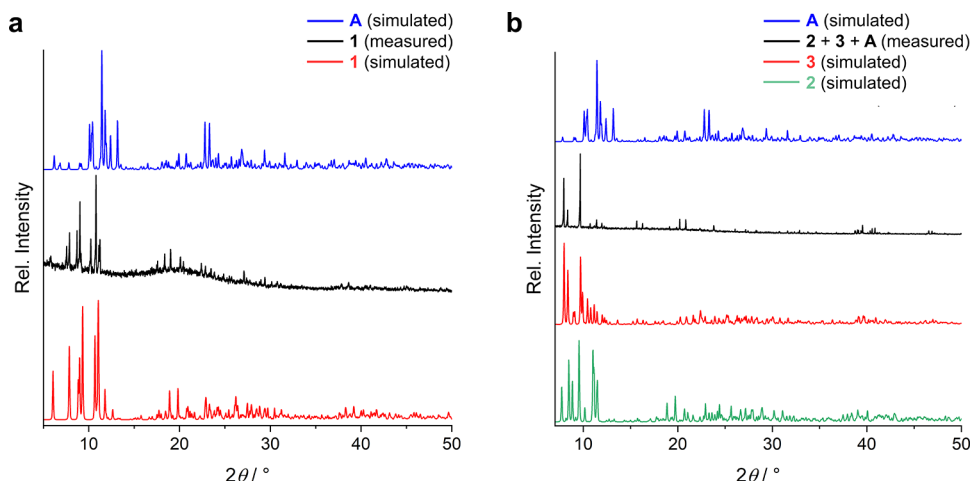 a
A (simulated)
1 (measured)
1 (simulated)
Rel. Intensity
10 20 30 40 50
2θ / °
b
A (simulated)
2 + 3 + A (measured)
3 (simulated)
2 (simulated)
Rel. Intensity
10 20 30 40 50
2θ / °